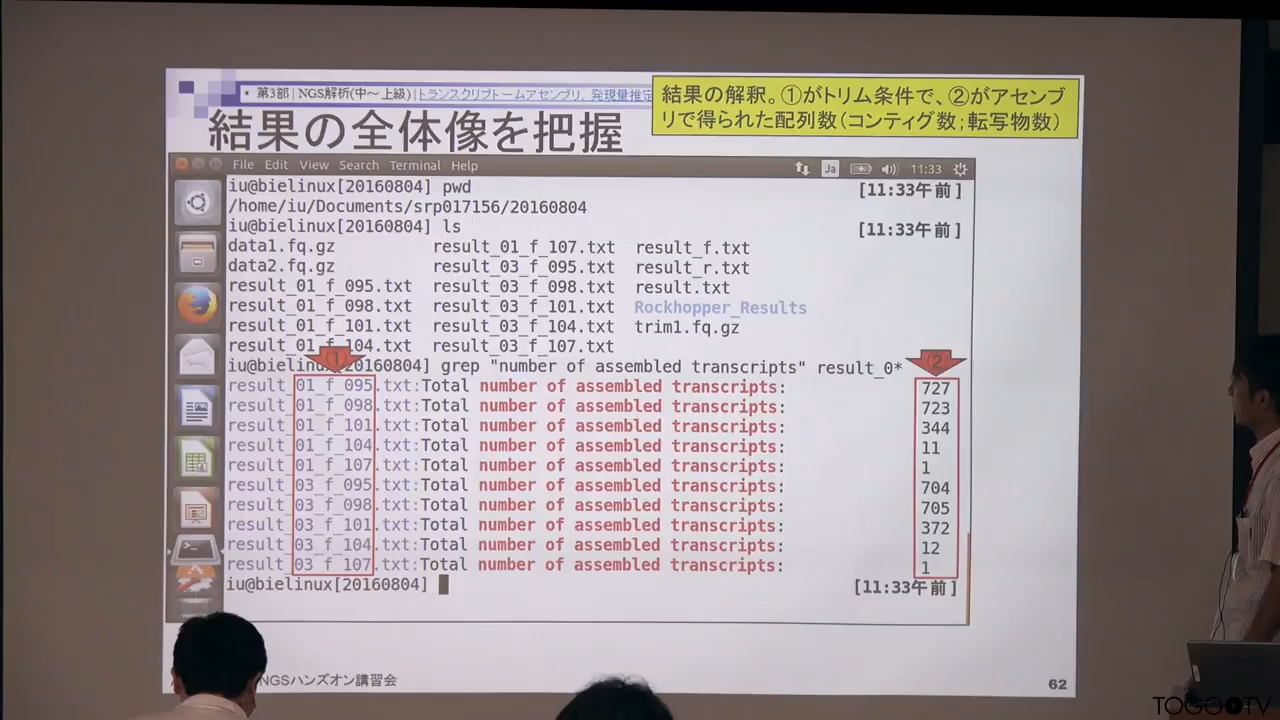 ・第3部 | NGS解析(中～上級) | トランスクリプトームアセンブリ、発現量推定
結果の解釈。①がトリム条件で、②がアセンブ
リで得られた配列数（コンティグ数；転写物数）
結果の全体像を把握
File Edit View Search Terminal Help Ja 11:33
iu@bielinux[20160804] pwd [11:33午前]
/home/iu/Documents/srp017156/20160804
iu@bielinux[20160804] ls [11:33午前]
data1.fq.gz result_01_f_107.txt result_f.txt
data2.fq.gz result_03_f_095.txt result_r.txt
result_01_f_095.txt result_03_f_098.txt result.txt
result_01_f_098.txt result_03_f_101.txt Rockhopper_Results
result_01_f_101.txt result_03_f_104.txt trim1.fq.gz
result_01_f_104.txt result_03_f_107.txt
① ②
iu@bielinux[20160804] grep "number of assembled transcripts" result_0*
result_01_f_095.txt:Total number of assembled transcripts: 727
result_01_f_098.txt:Total number of assembled transcripts: 723
result_01_f_101.txt:Total number of assembled transcripts: 344
result_01_f_104.txt:Total number of assembled transcripts: 11
result_01_f_107.txt:Total number of assembled transcripts: 1
result_03_f_095.txt:Total number of assembled transcripts: 704
result_03_f_098.txt:Total number of assembled transcripts: 705
result_03_f_101.txt:Total number of assembled transcripts: 372
result_03_f_104.txt:Total number of assembled transcripts: 12
result_03_f_107.txt:Total number of assembled transcripts: 1
iu@bielinux[20160804] [11:33午前]
NGSハンズオン講習会 62
TOGOTV